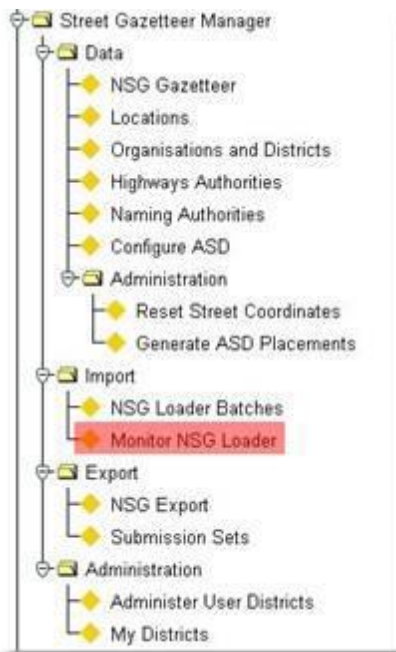 Street Gazetteer Manager
Data
NSG Gazetteer
Locations
Organisations and Districts
Highways Authorities
Naming Authorities
Configure ASD
Administration
Reset Street Coordinates
Generate ASD Placements
Import
NSG Loader Batches
Monitor NSG Loader
Export
NSG Export
Submission Sets
Administration
Administer User Districts
My Districts